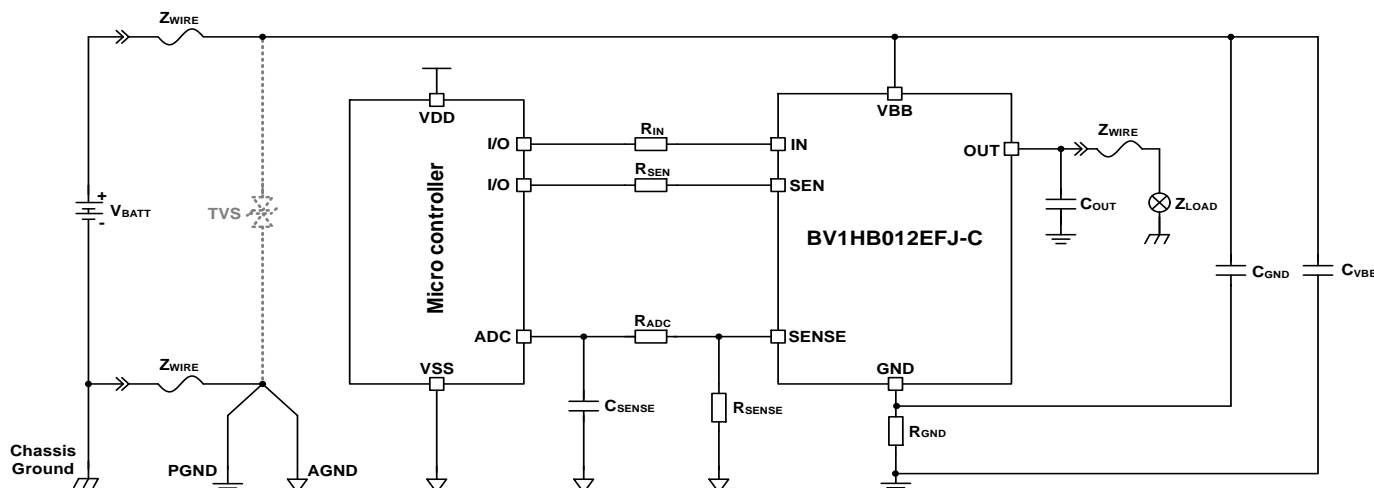 ZWIRE
VDD
VBB
I/O
RIN
IN
OUT
ZWIRE
I/O
RSEN
SEN
+
VBATT
-
TVS
Micro controller
BV1HB012EFJ-C
COUT
ZLOAD
CGND
CVBB
ADC
RADC
SENSE
ZWIRE
VSS
GND
CSENSE
RSENSE
RGND
Chassis
Ground
PGND
AGND